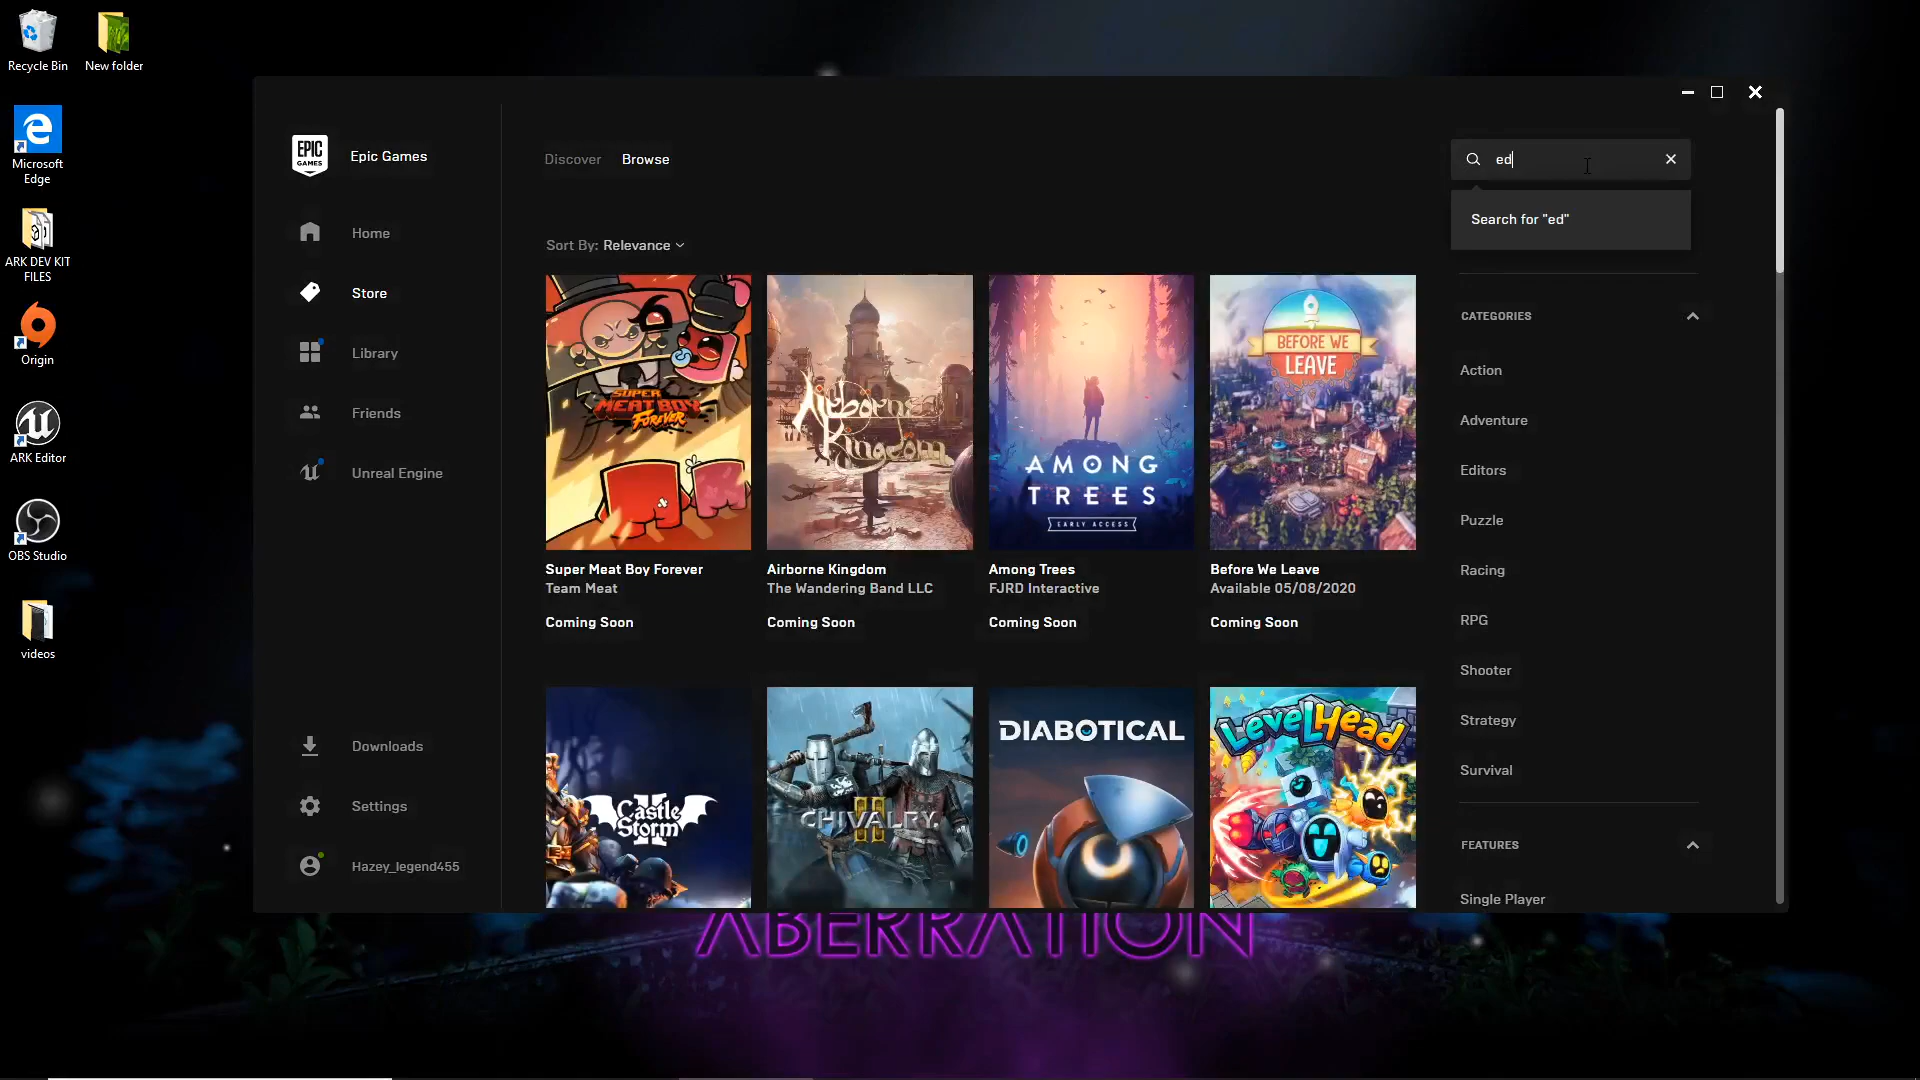 Recycle Bin
New folder
Microsoft
Edge
ARK DEV KIT
FILES
Origin
ARK Editor
OBS Studio
videos
EPIC
GAMES
Epic Games
Home
Store
Library
Friends
Unreal Engine
Downloads
Settings
Hazey_legend455
Discover
Browse
ed
Search for "ed"
Sort By: Relevance
SUPER
MEAT BOY
FOREVER
Airborne
Kingdom
AMONG
TREES
EARLY ACCESS
BEFORE WE
LEAVE
Super Meat Boy Forever
Team Meat
Coming Soon
Airborne Kingdom
The Wandering Band LLC
Coming Soon
Among Trees
FJRD Interactive
Coming Soon
Before We Leave
Available 05/08/2020
Coming Soon
Castle
Storm
II
CHIVALRY
II
DIABOTICAL
LEVELHEAD
CATEGORIES
Action
Adventure
Editors
Puzzle
Racing
RPG
Shooter
Strategy
Survival
FEATURES
Single Player
ABERRATION